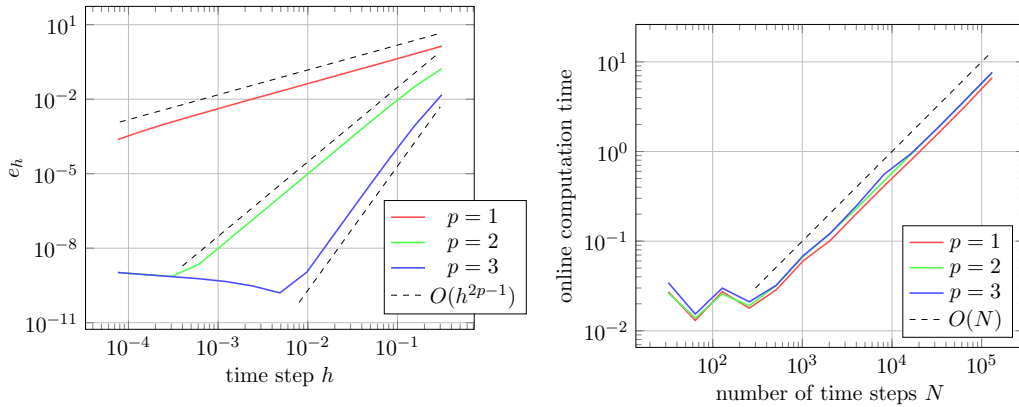 10^1
10^{-2}
10^{-5}
10^{-8}
10^{-11}
e_h
10^{-4}
10^{-3}
10^{-2}
10^{-1}
time step h
p = 1
p = 2
p = 3
O(h^{2p−1})
10^1
10^0
10^{-1}
10^{-2}
online computation time
10^2
10^3
10^4
10^5
number of time steps N
p = 1
p = 2
p = 3
O(N)